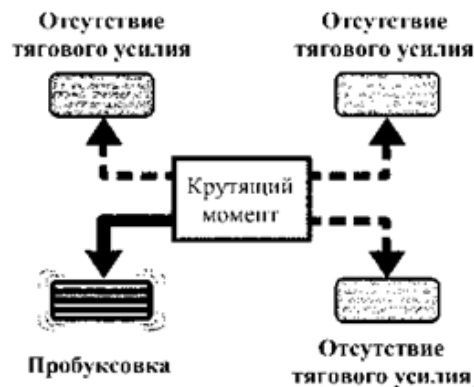 Отсутствие
тягового усилия
Отсутствие
тягового усилия
Крутящий
момент
Пробуксовка
Отсутствие
тягового усилия